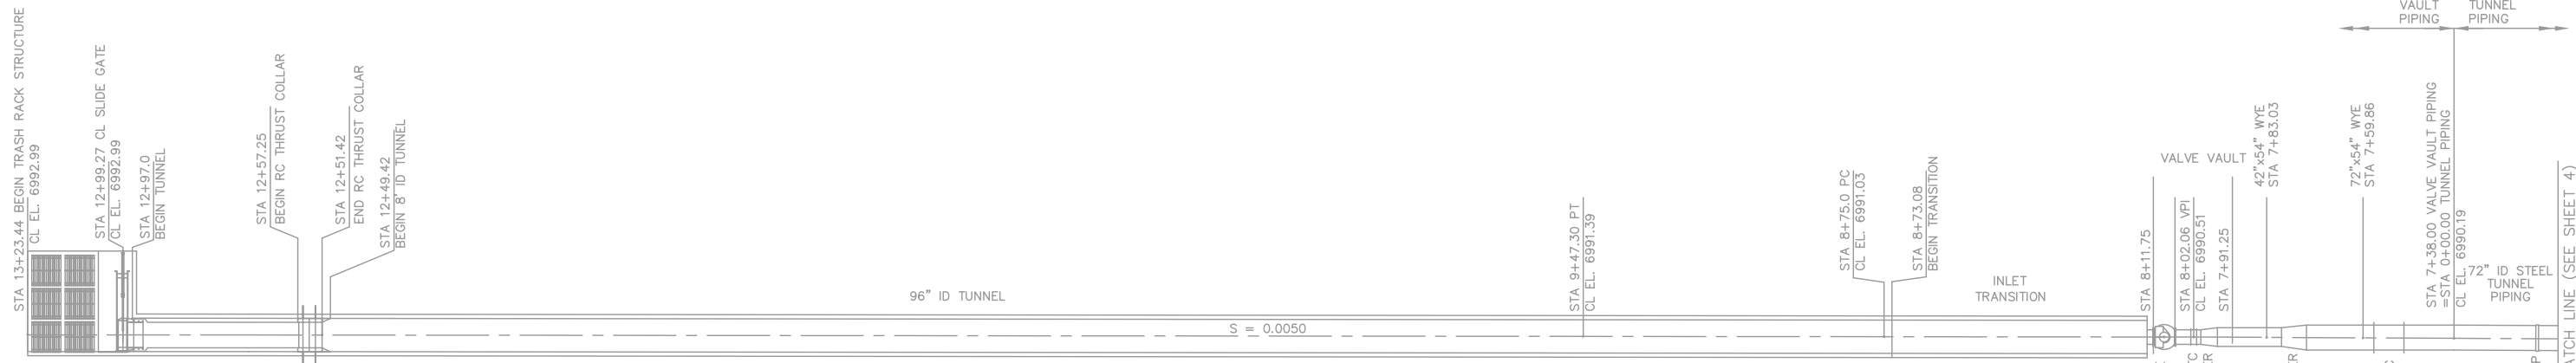 STA 13+23.44 BEGIN TRASH RACK STRUCTURE
CL EL. 6992.99
STA 12+99.27 CL SLIDE GATE
CL EL. 6992.99
STA 12+97.0
BEGIN TUNNEL
STA 12+57.25
BEGIN RC THRUST COLLAR
STA 12+51.42
END RC THRUST COLLAR
STA 12+49.42
BEGIN 8' ID TUNNEL
96" ID TUNNEL
S = 0.0050
STA 9+47.30 PT
CL EL. 6991.39
STA 8+75.0 PC
CL EL. 6991.03
STA 8+73.08
BEGIN TRANSITION
INLET
TRANSITION
STA 8+11.75
VALVE VAULT
STA 8+02.06 VPI
CL EL. 6990.51
STA 7+91.25
42"x54" WYE
STA 7+83.03
72"x54" WYE
STA 7+59.86
VAULT
PIPING
TUNNEL
PIPING
STA 7+38.00 VALVE VAULT PIPING
=STA 0+00.00 TUNNEL PIPING
CL EL. 6990.19
72" ID STEEL
TUNNEL
PIPING
(SEE SHEET 4)